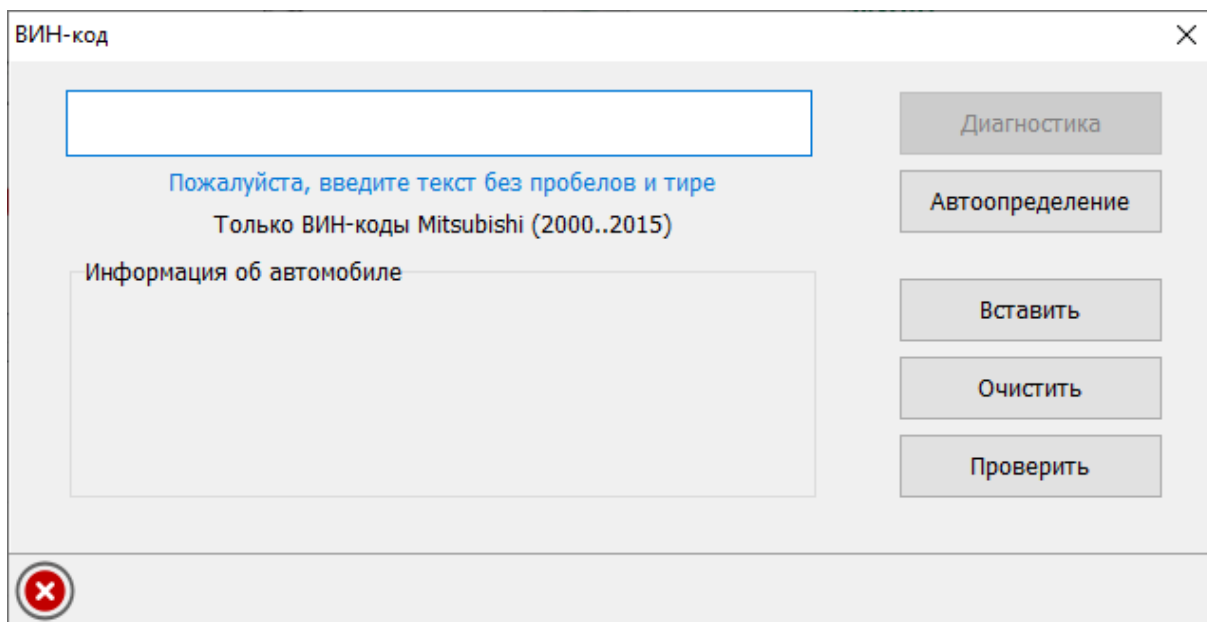 ВИН-код
Диагностика
Пожалуйста, введите текст без пробелов и тире
Автоопределение
Только ВИН-коды Mitsubishi (2000..2015)
Информация об автомобиле
Вставить
Очистить
Проверить